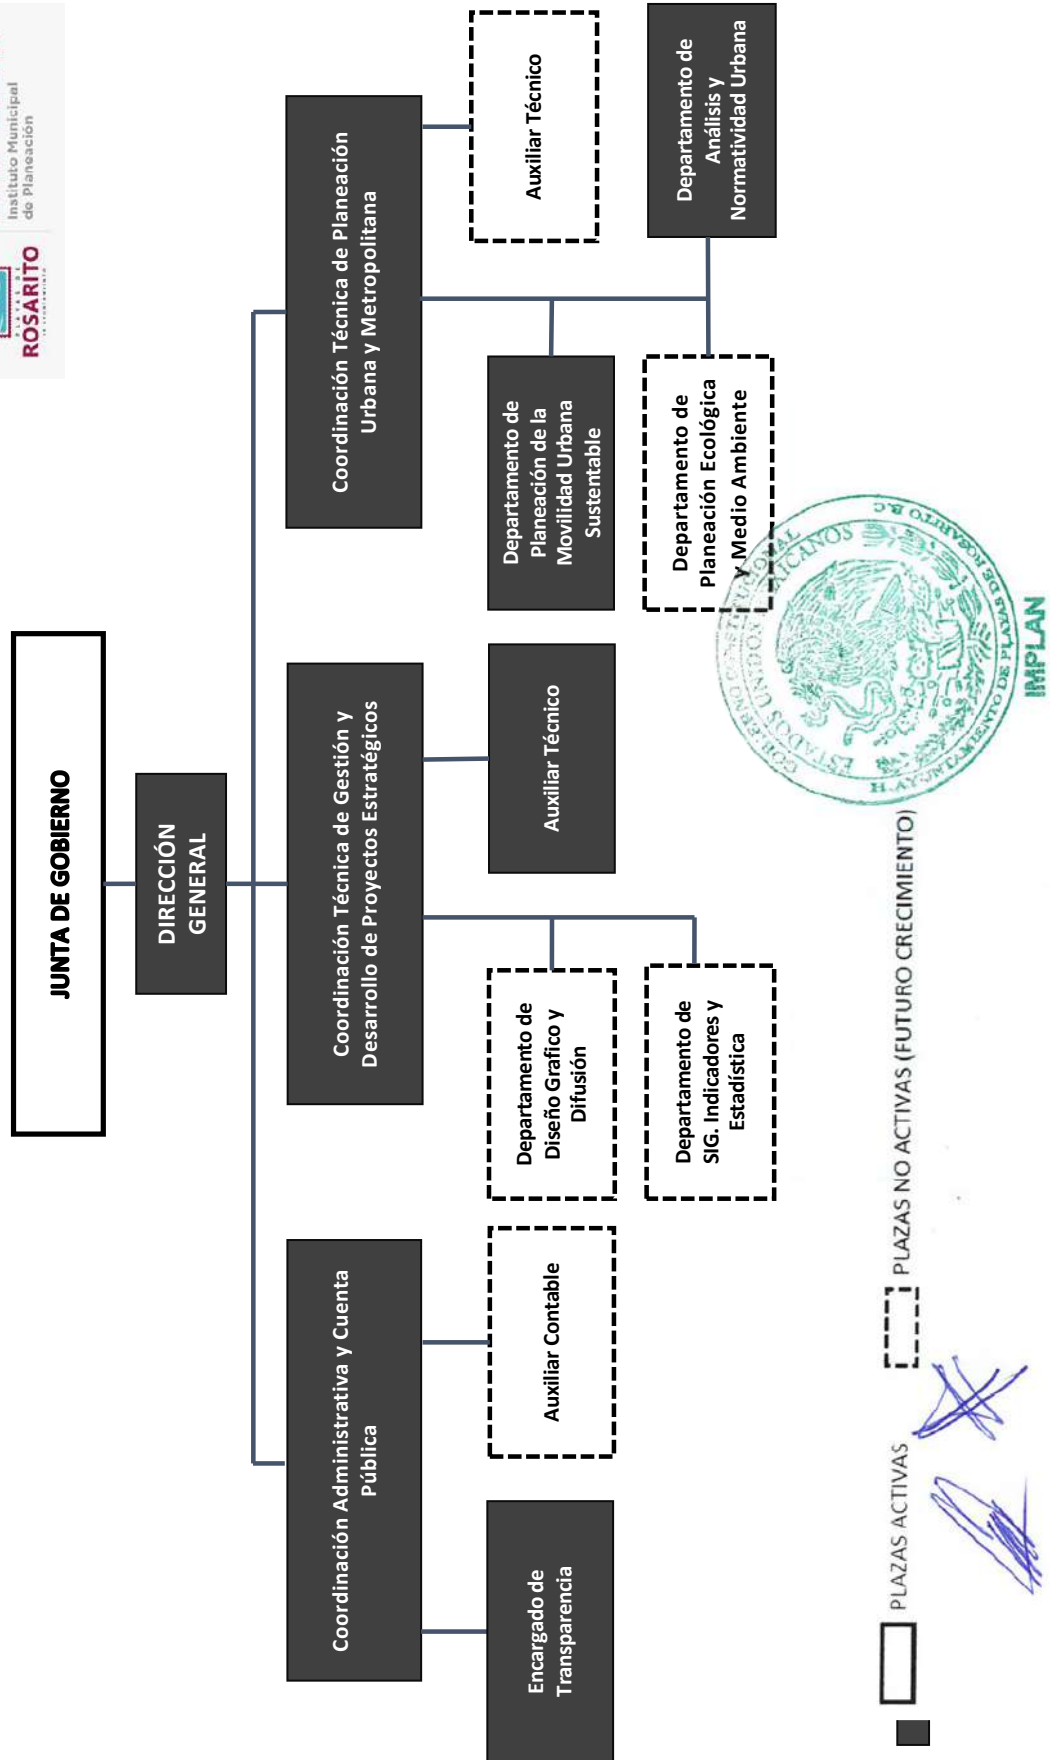 PLAYAS DE
ROSARITO
Instituto Municipal
de Planeación
JUNTA DE GOBIERNO
DIRECCIÓN
GENERAL
Coordinación Administrativa y Cuenta
Pública
Coordinación Técnica de Gestión y
Desarrollo de Proyectos Estratégicos
Coordinación Técnica de Planeación
Urbana y Metropolitana
Encargado de
Transparencia
Auxiliar Contable
Departamento de
Diseño Grafico y
Difusión
Auxiliar Técnico
Departamento de
Planeación de la
Movilidad Urbana
Sustentable
Auxiliar Técnico
Departamento de
SIG. Indicadores y
Estadística
Departamento de
Planeación Ecológica
y Medio Ambiente
Departamento de
Análisis y
Normatividad Urbana
PLAZAS ACTIVAS
PLAZAS NO ACTIVAS (FUTURO CRECIMIENTO)
GOBIERNO CONSTITUCIONAL
ESTADOS UNIDOS MEXICANOS
H. AYUNTAMIENTO DE PLAYAS DE ROSARITO B.C
IMPLAN